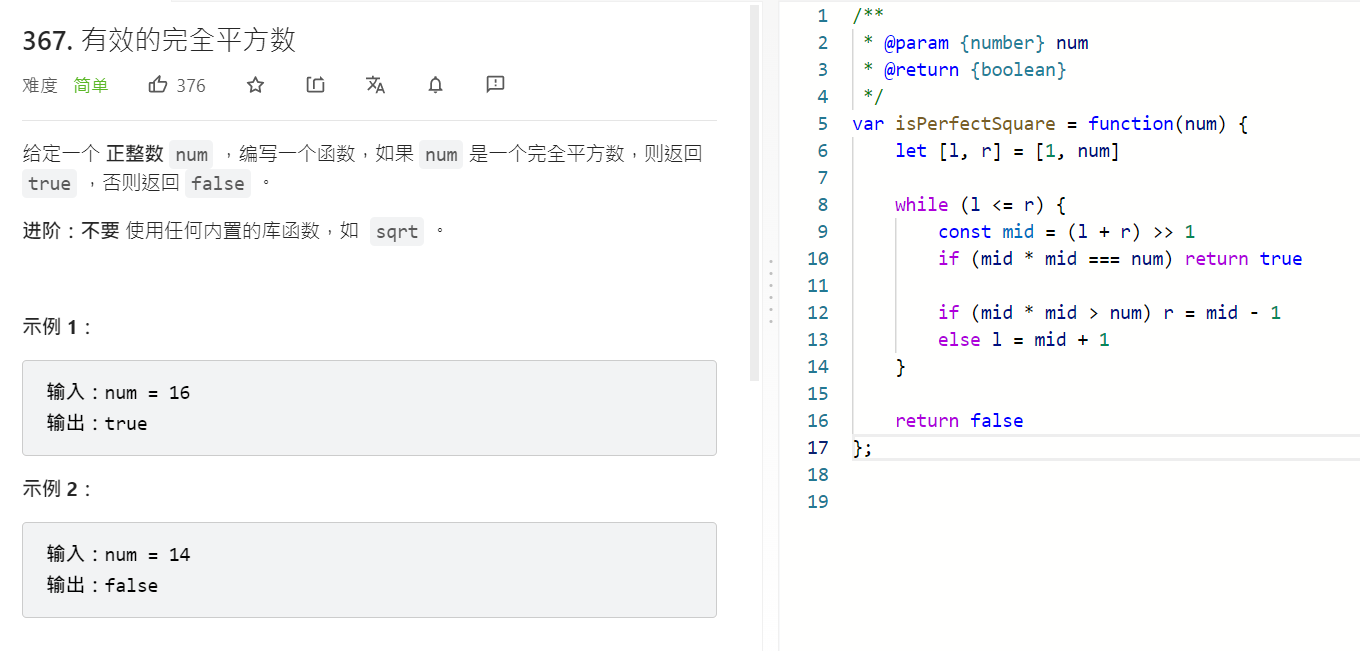 367. 有效的完全平方数
难度 简单 376
给定一个 正整数 num ，编写一个函数，如果 num 是一个完全平方数，则返回
true ，否则返回 false 。
进阶：不要 使用任何内置的库函数，如 sqrt 。
示例 1：
输入：num = 16
输出：true
示例 2：
输入：num = 14
输出：false
1 /**
2  * @param {number} num
3  * @return {boolean}
4  */
5 var isPerfectSquare = function(num) {
6     let [l, r] = [1, num]
7
8     while (l <= r) {
9         const mid = (l + r) >> 1
10         if (mid * mid === num) return true
11
12         if (mid * mid > num) r = mid - 1
13         else l = mid + 1
14     }
15
16     return false
17 };
18
19